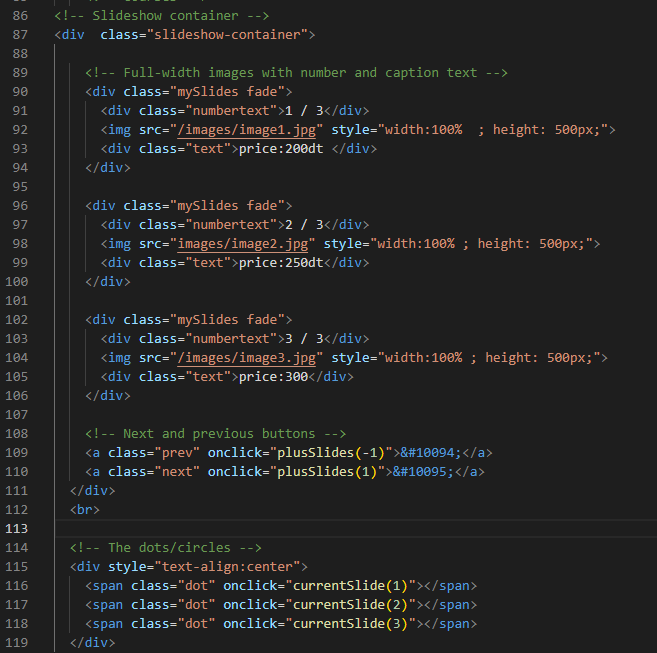 86 <!-- Slideshow container -->
87 <div  class="slideshow-container">
88
89 <!-- Full-width images with number and caption text -->
90 <div class="mySlides fade">
91 <div class="numbertext">1 / 3</div>
92 <img src="/images/image1.jpg" style="width:100%  ; height: 500px;">
93 <div class="text">price:200dt </div>
94 </div>
95
96 <div class="mySlides fade">
97 <div class="numbertext">2 / 3</div>
98 <img src="images/image2.jpg" style="width:100% ; height: 500px;">
99 <div class="text">price:250dt</div>
100 </div>
101
102 <div class="mySlides fade">
103 <div class="numbertext">3 / 3</div>
104 <img src="/images/image3.jpg" style="width:100% ; height: 500px;">
105 <div class="text">price:300</div>
106 </div>
107
108 <!-- Next and previous buttons -->
109 <a class="prev" onclick="plusSlides(-1)">&#10094;</a>
110 <a class="next" onclick="plusSlides(1)">&#10095;</a>
111 </div>
112 <br>
113
114 <!-- The dots/circles -->
115 <div style="text-align:center">
116 <span class="dot" onclick="currentSlide(1)"></span>
117 <span class="dot" onclick="currentSlide(2)"></span>
118 <span class="dot" onclick="currentSlide(3)"></span>
119 </div>